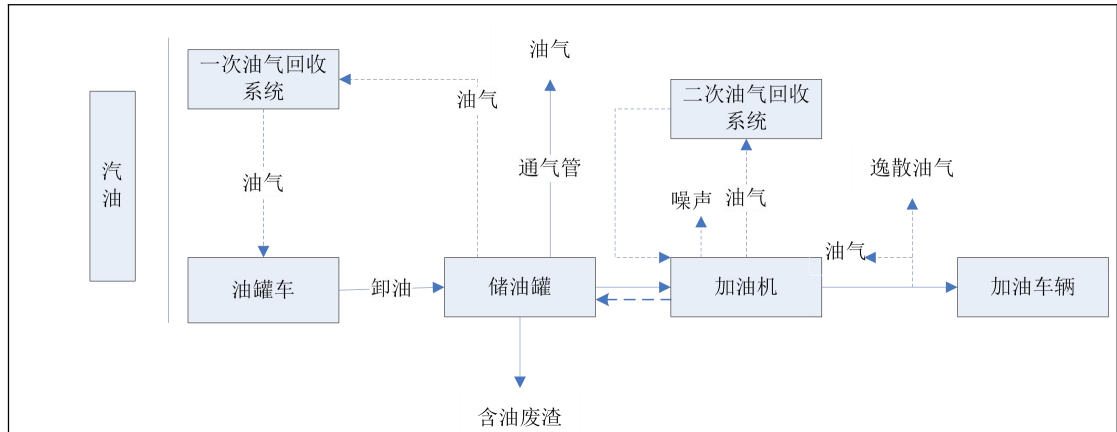 油气
一次油气回收
系统
油气
二次油气回收
系统
汽
油
油气
通气管
逸散油气
噪声
油气
油气
油罐车
卸油
储油罐
加油机
加油车辆
含油废渣